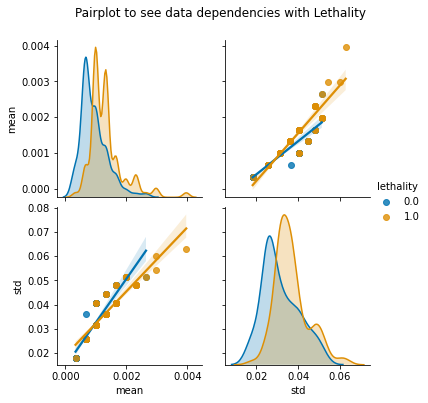 Pairplot to see data dependencies with Lethality
0.004
0.003
0.002
0.001
0.000
mean
lethality
0.0
1.0
0.08
0.07
0.06
0.05
0.04
0.03
0.02
std
0.000 0.002 0.004
mean
0.02 0.04 0.06
std